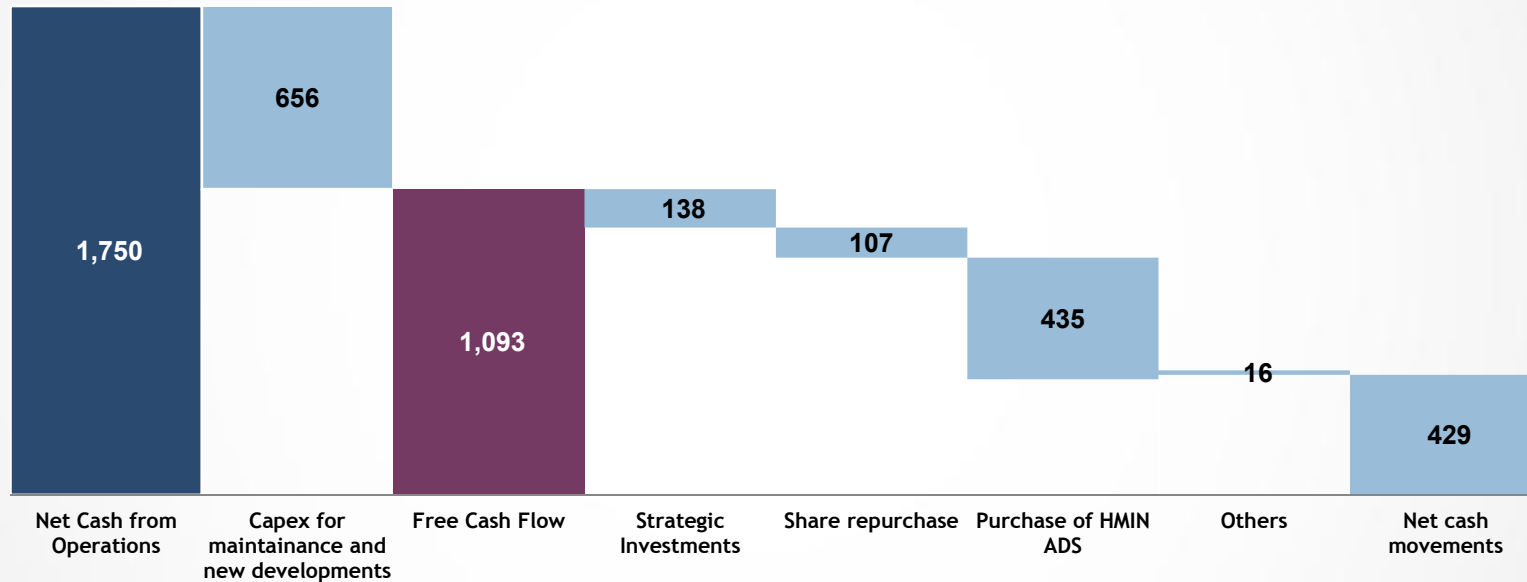 656
138
107
1,750
435
1,093
16
429
Net Cash from
Operations
Capex for
maintainance and
new developments
Free Cash Flow
Strategic
Investments
Share repurchase
Purchase of HMIN
ADS
Others
Net cash
movements